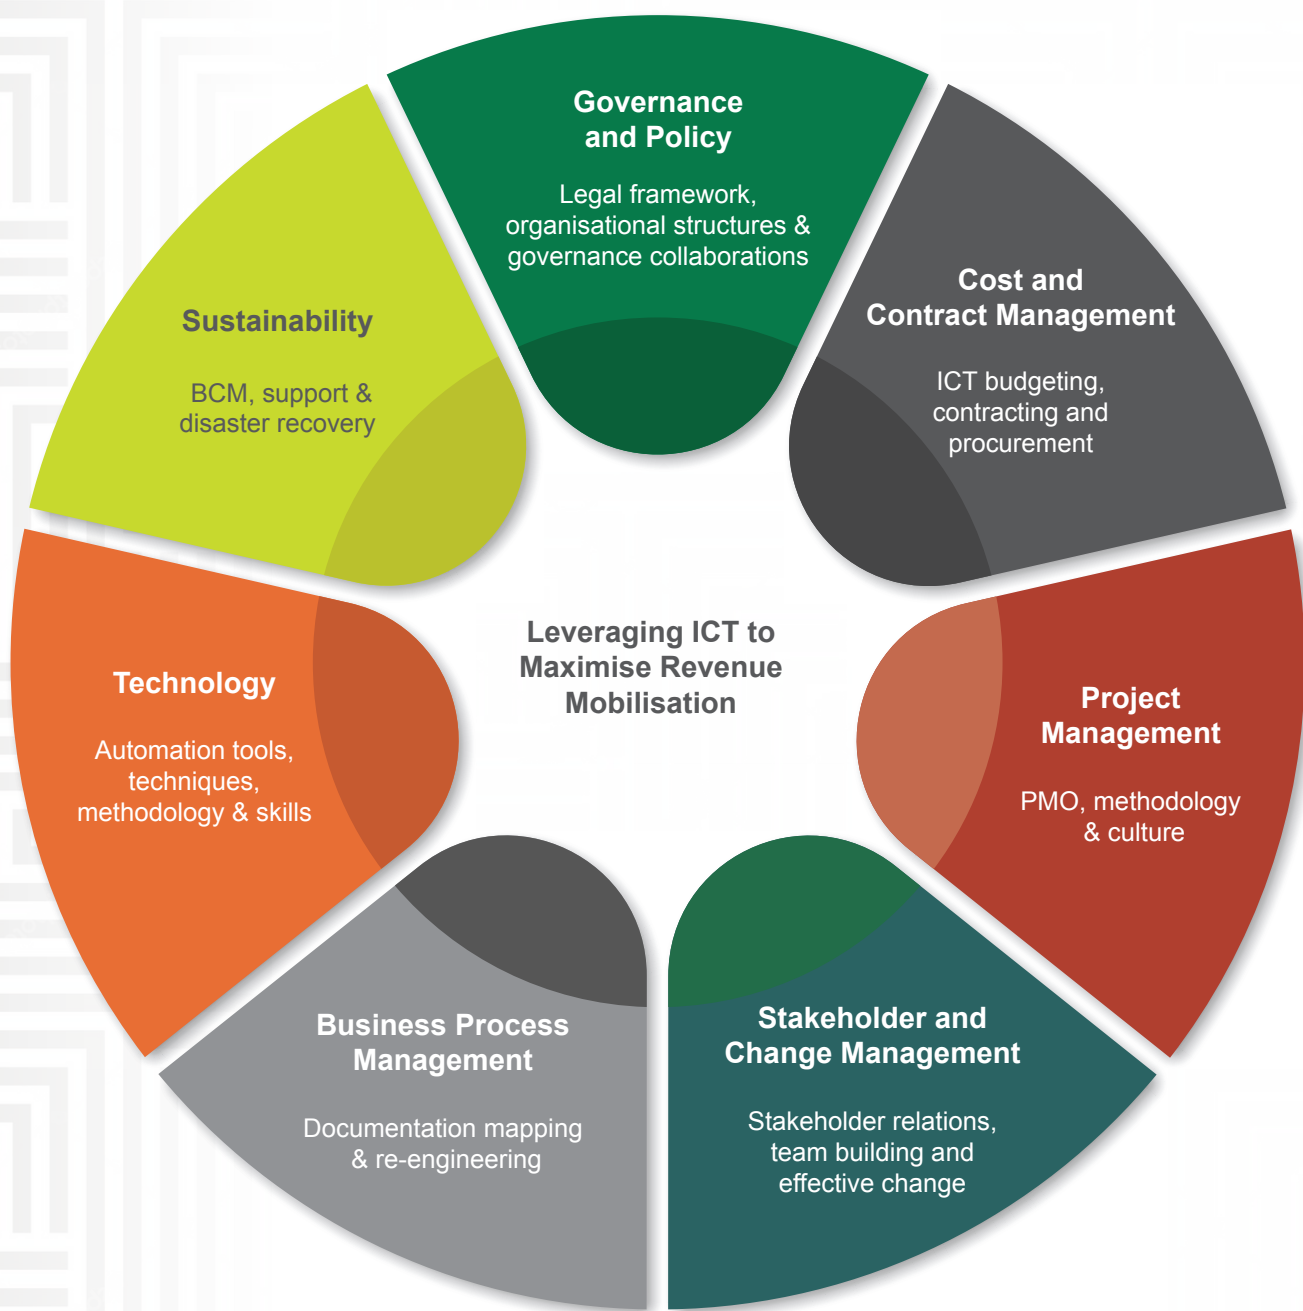 Governance
and Policy
Legal framework,
organisational structures &
governance collaborations
Cost and
Contract Management
ICT budgeting,
contracting and
procurement
Project
Management
PMO, methodology
& culture
Stakeholder and
Change Management
Stakeholder relations,
team building and
effective change
Business Process
Management
Documentation mapping
& re-engineering
Technology
Automation tools,
techniques,
methodology & skills
Sustainability
BCM, support &
disaster recovery
Leveraging ICT to
Maximise Revenue
Mobilisation